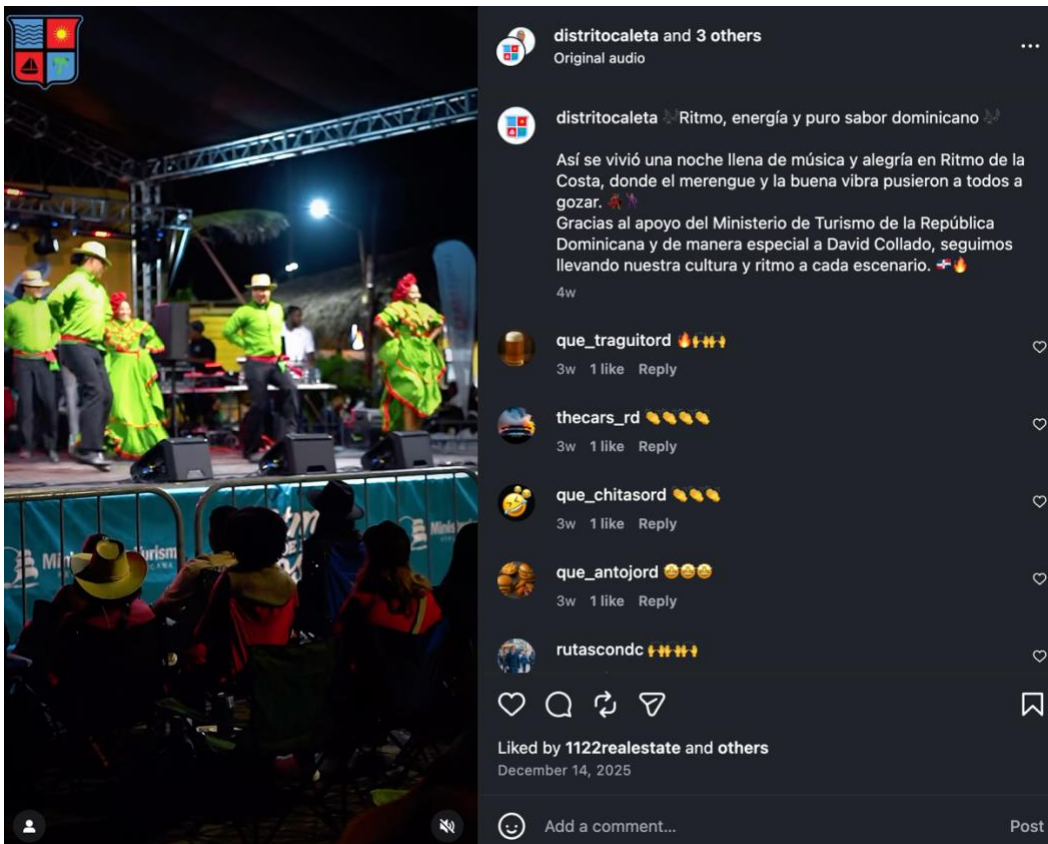 distritocaleta and 3 others
Original audio
distritocaleta 🎶Ritmo, energía y puro sabor dominicano 🎶
Así se vivió una noche llena de música y alegría en Ritmo de la
Costa, donde el merengue y la buena vibra pusieron a todos a
gozar. 💃🕺
Gracias al apoyo del Ministerio de Turismo de la República
Dominicana y de manera especial a David Collado, seguimos
llevando nuestra cultura y ritmo a cada escenario. 🇩🇴🔥
4w
que_traguitord 🔥🙌🙌
3w 1 like Reply
thecars_rd 👏👏👏👏
3w 1 like Reply
que_chitasord 👏👏👏
3w 1 like Reply
que_antojord 🤩🤩🤩
3w 1 like Reply
rutascondc 🙌🙌🙌
Liked by 1122realestate and others
December 14, 2025
Add a comment...
Post